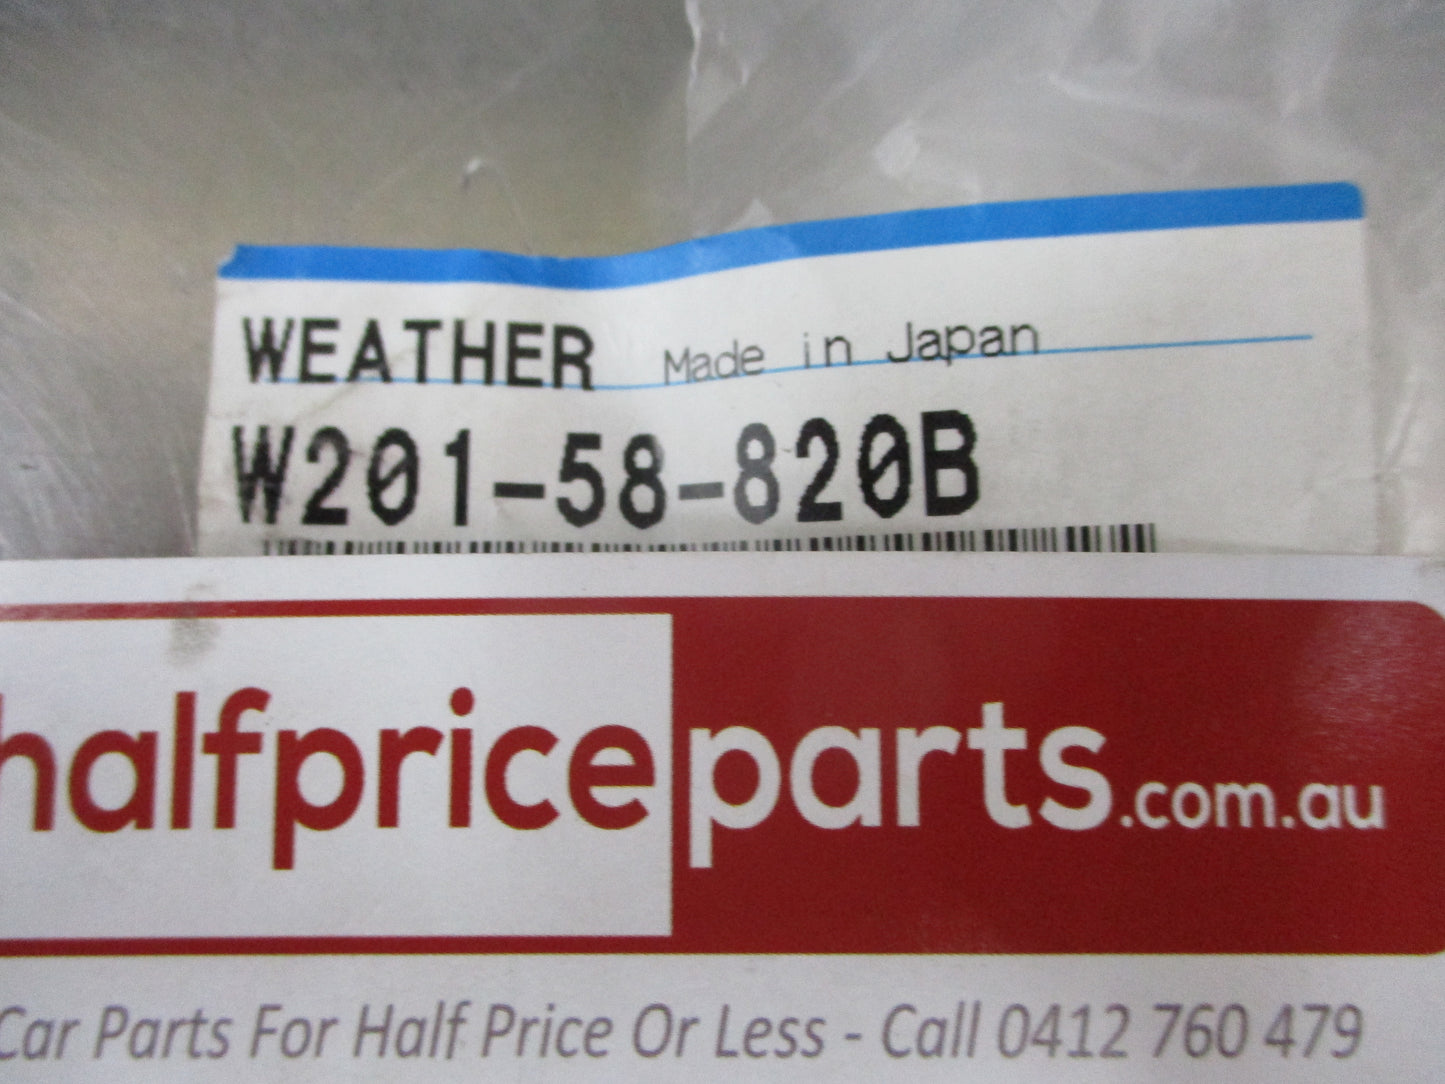 WEATHER Made in Japan
W201-58-820B
halfpriceparts.com.au
Car Parts For Half Price Or Less - Call 0412 760 479